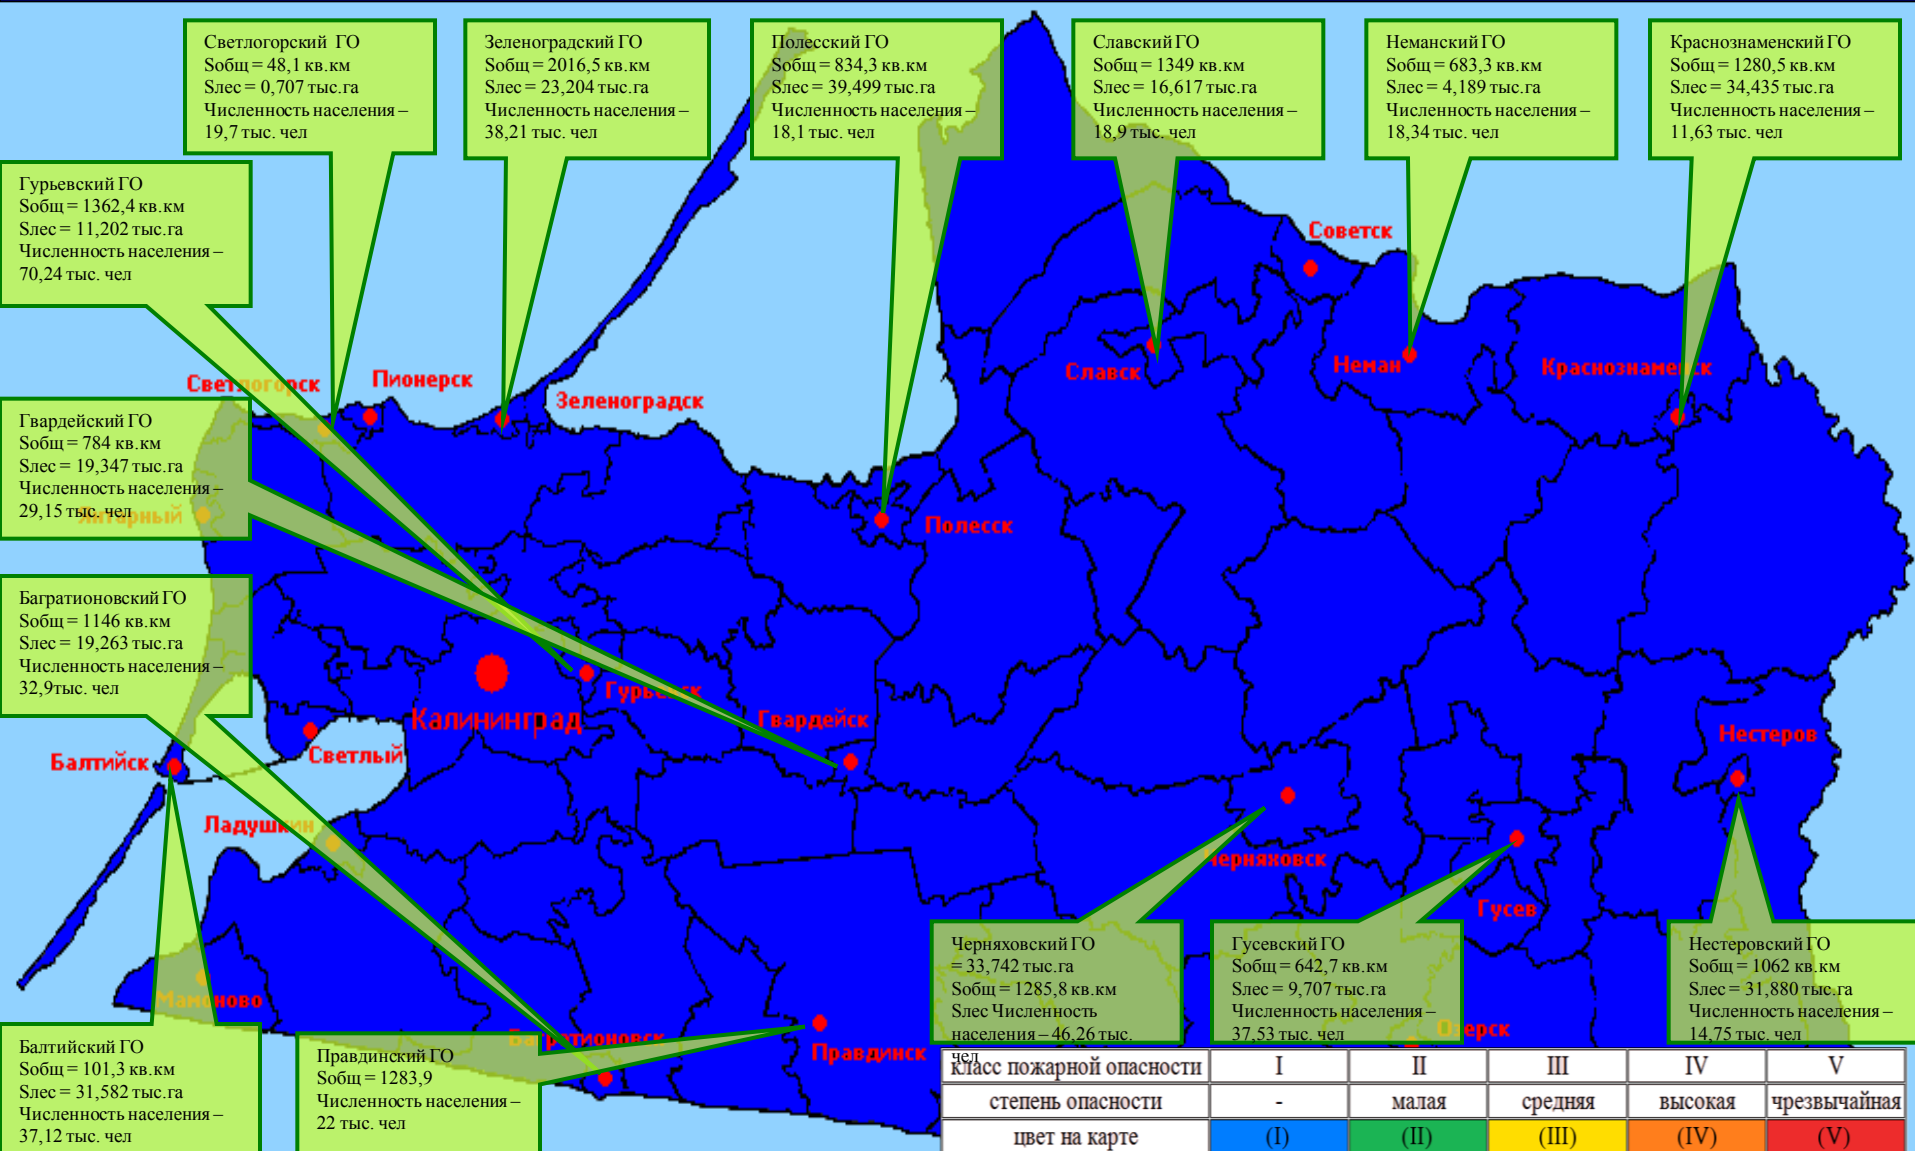 Светлогорский ГО
Sобщ = 48,1 кв.км
Sлес = 0,707 тыс.га
Численность населения –
19,7 тыс. чел
Зеленоградский ГО
Sобщ = 2016,5 кв.км
Sлес = 23,204 тыс.га
Численность населения –
38,21 тыс. чел
Полесский ГО
Sобщ = 834,3 кв.км
Sлес = 39,499 тыс.га
Численность населения –
18,1 тыс. чел
Славский ГО
Sобщ = 1349 кв.км
Sлес = 16,617 тыс.га
Численность населения –
18,9 тыс. чел
Неманский ГО
Sобщ = 683,3 кв.км
Sлес = 4,189 тыс.га
Численность населения –
18,34 тыс. чел
Краснознаменский ГО
Sобщ = 1280,5 кв.км
Sлес = 34,435 тыс.га
Численность населения –
11,63 тыс. чел
Гурьевский ГО
Sобщ = 1362,4 кв.км
Sлес = 11,202 тыс.га
Численность населения –
70,24 тыс. чел
Советск
Светлогорск
Пионерск
Зеленоградск
Славск
Неман
Краснознаменск
Гвардейский ГО
Sобщ = 784 кв.км
Sлес = 19,347 тыс.га
Численность населения –
29,15 тыс. чел
Янтарный
Полесск
Багратионовский ГО
Sобщ = 1146 кв.км
Sлес = 19,263 тыс.га
Численность населения –
32,9тыс. чел
Гурьевск
Калининград
Гвардейск
Нестеров
Балтийск
Светлый
Ладушкин
Черняховск
Гусев
Мамоново
Багратионовск
Правдинск
Озерск
Черняховский ГО
= 33,742 тыс.га
Sобщ = 1285,8 кв.км
Sлес Численность
населения – 46,26 тыс.
чел
Гусевский ГО
Sобщ = 642,7 кв.км
Sлес = 9,707 тыс.га
Численность населения –
37,53 тыс. чел
Нестеровский ГО
Sобщ = 1062 кв.км
Sлес = 31,880 тыс.га
Численность населения –
14,75 тыс. чел
Балтийский ГО
Sобщ = 101,3 кв.км
Sлес = 31,582 тыс.га
Численность населения –
37,12 тыс. чел
Правдинский ГО
Sобщ = 1283,9
Численность населения –
22 тыс. чел
класс пожарной опасности I II III IV V
степень опасности - малая средняя высокая чрезвычайная
цвет на карте (I) (II) (III) (IV) (V)